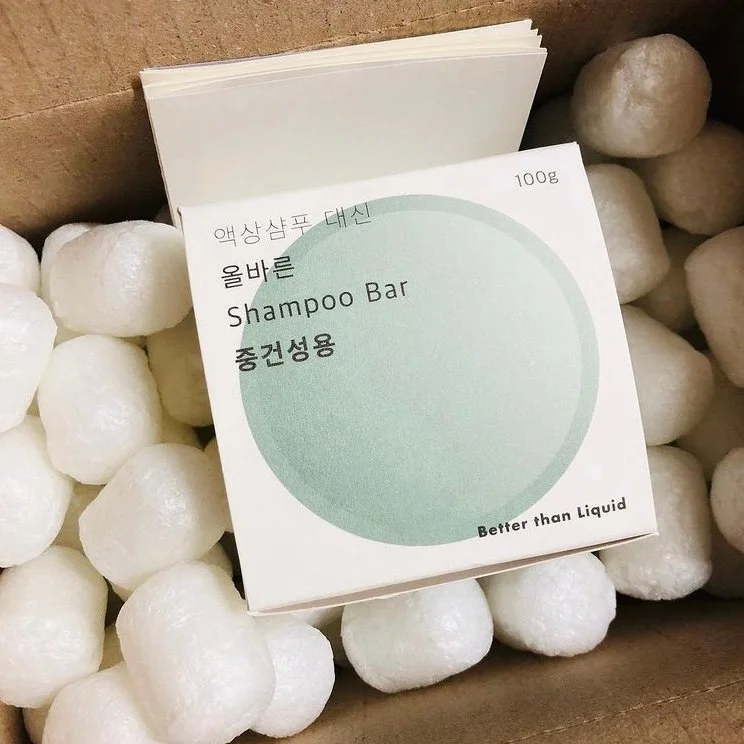 100g
액상샴푸 대신
올바른
Shampoo Bar
중건성용
Better than Liquid